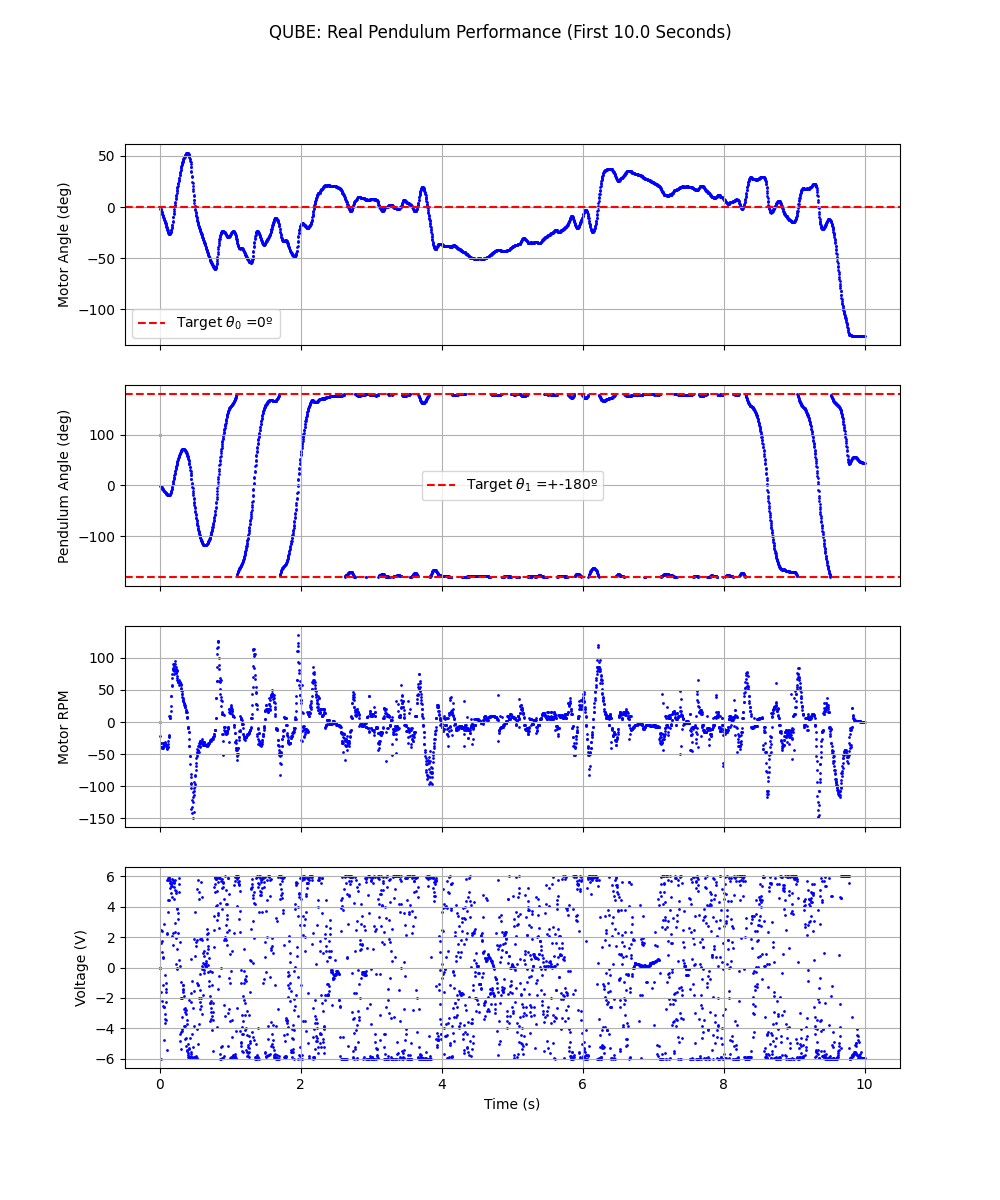 QUBE: Real Pendulum Performance (First 10.0 Seconds)
50
0
−50
−100
Motor Angle (deg)
Target θ0 =0º
100
0
−100
Pendulum Angle (deg)
Target θ1 =+-180º
100
50
0
−50
−100
−150
Motor RPM
6
4
2
0
−2
−4
−6
Voltage (V)
0 2 4 6 8 10
Time (s)